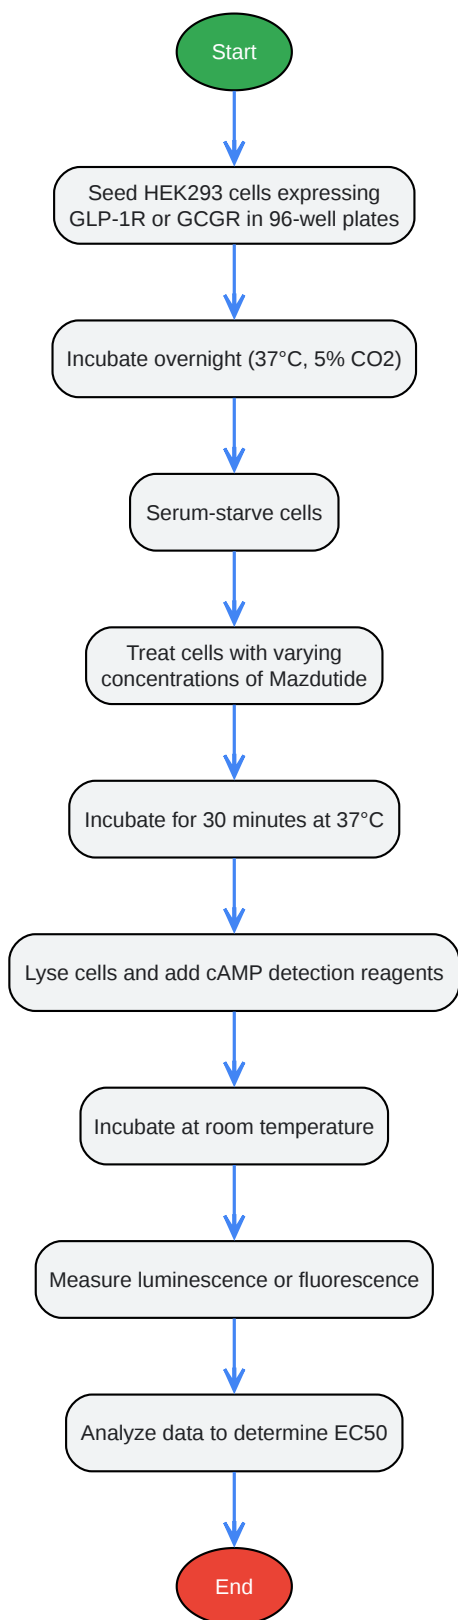 Start
Seed HEK293 cells expressing
GLP-1R or GCGR in 96-well plates
Incubate overnight (37°C, 5% CO2)
Serum-starve cells
Treat cells with varying
concentrations of Mazdutide
Incubate for 30 minutes at 37°C
Lyse cells and add cAMP detection reagents
Incubate at room temperature
Measure luminescence or fluorescence
Analyze data to determine EC50
End